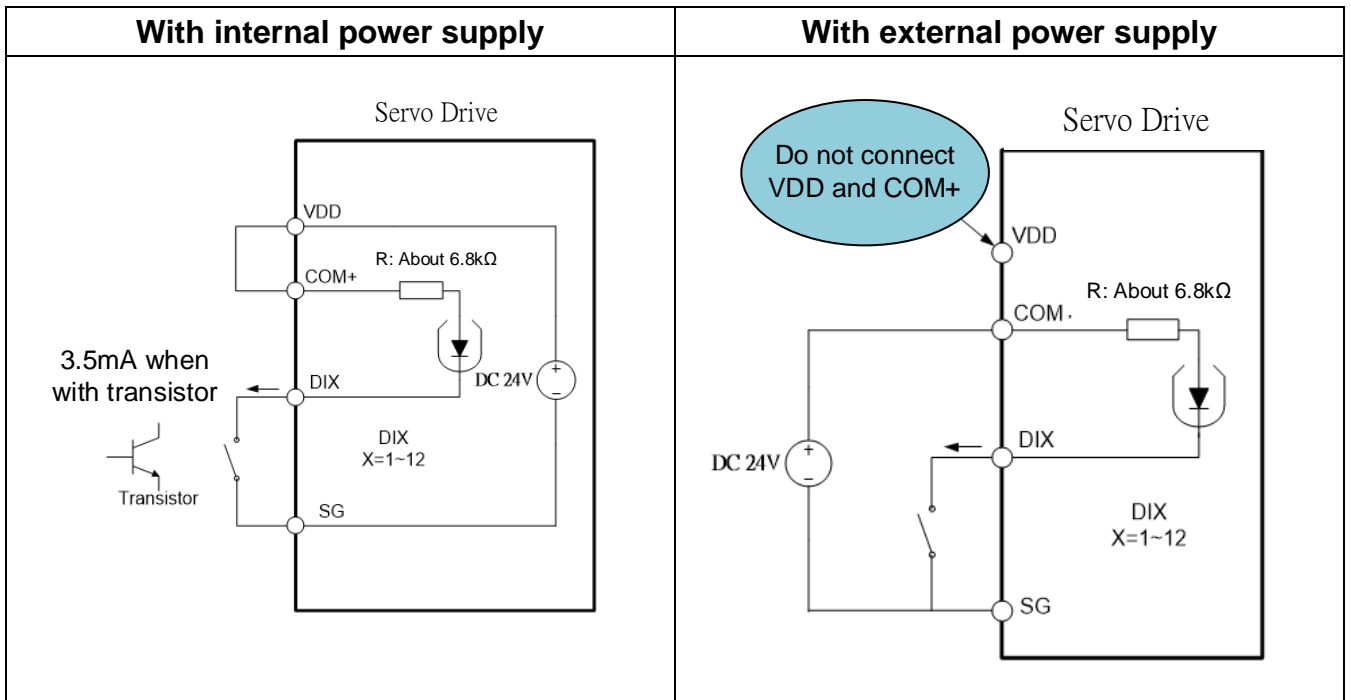 With internal power supply
With external power supply
Servo Drive
VDD
R: About 6.8kΩ
COM+
3.5mA when
with transistor
DIX
DC 24V
+
−
DIX
X=1~12
Transistor
SG
Servo Drive
Do not connect
VDD and COM+
VDD
R: About 6.8kΩ
COM.
DIX
DC 24V
+
−
DIX
X=1~12
SG